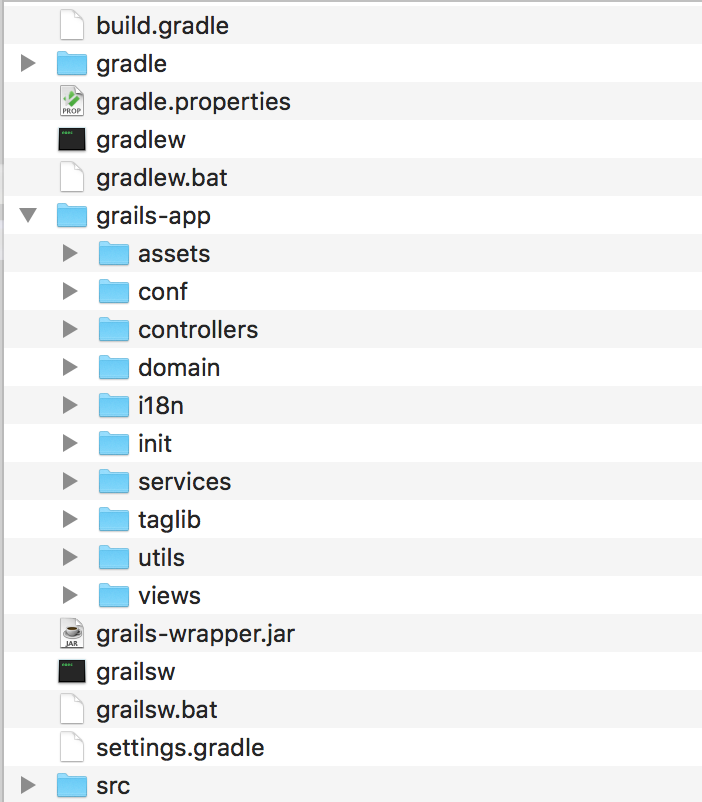 build.gradle
gradle
gradle.properties
gradlew
gradlew.bat
grails-app
assets
conf
controllers
domain
i18n
init
services
taglib
utils
views
grails-wrapper.jar
grailsw
grailsw.bat
settings.gradle
src